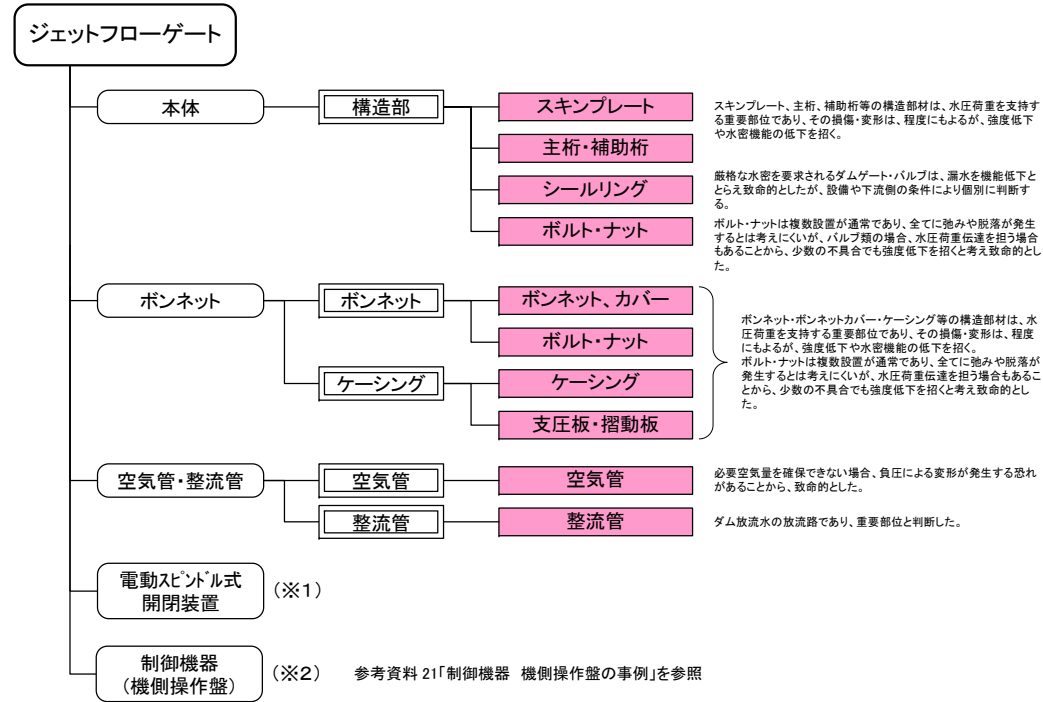 ジェットフローゲート
本体
構造部
スキンプレート
スキンプレート、主桁、補助桁等の構造部材は、水圧荷重を支持す
る重要部位であり、その損傷・変形は、程度にもよるが、強度低下
や水密機能の低下を招く。
主桁・補助桁
シールリング
厳格な水密を要求されるダムゲート・バルブは、漏水を機能低下と
とらえ致命的としたが、設備や下流側の条件により個別に判断す
る。
ボルト・ナット
ボルト・ナットは複数設置が通常であり、全てに弛みや脱落が発生
するとは考えにくいが、バルブ類の場合、水圧荷重伝達を担う場合
もあることから、少数の不具合でも強度低下を招くと考え致命的とし
た。
ボンネット
ボンネット
ボンネット、カバー
ボルト・ナット
ケーシング
ケーシング
支圧板・摺動板
ボンネット・ボンネットカバー・ケーシング等の構造部材は、水
圧荷重を支持する重要部位であり、その損傷・変形は、程度
にもよるが、強度低下や水密機能の低下を招く。
ボルト・ナットは複数設置が通常であり、全てに弛みや脱落が
発生するとは考えにくいが、水圧荷重伝達を担う場合もあるこ
とから、少数の不具合でも強度低下を招くと考え致命的とし
た。
空気管・整流管
空気管
空気管
必要空気量を確保できない場合、負圧による変形が発生する恐れ
があることから、致命的とした。
整流管
整流管
ダム放流水の放流路であり、重要部位と判断した。
電動スピンドル式
開閉装置
(※1)
制御機器
(機側操作盤)
(※2)
参考資料 21「制御機器 機側操作盤の事例」を参照